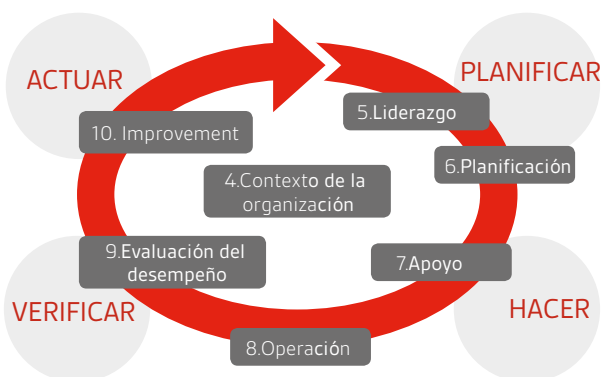 ACTUAR
PLANIFICAR
5.Liderazgo
10. Improvement
6.Planificación
4.Contexto de la
organización
9.Evaluación del
desempeño
7.Apoyo
VERIFICAR
HACER
8.Operación